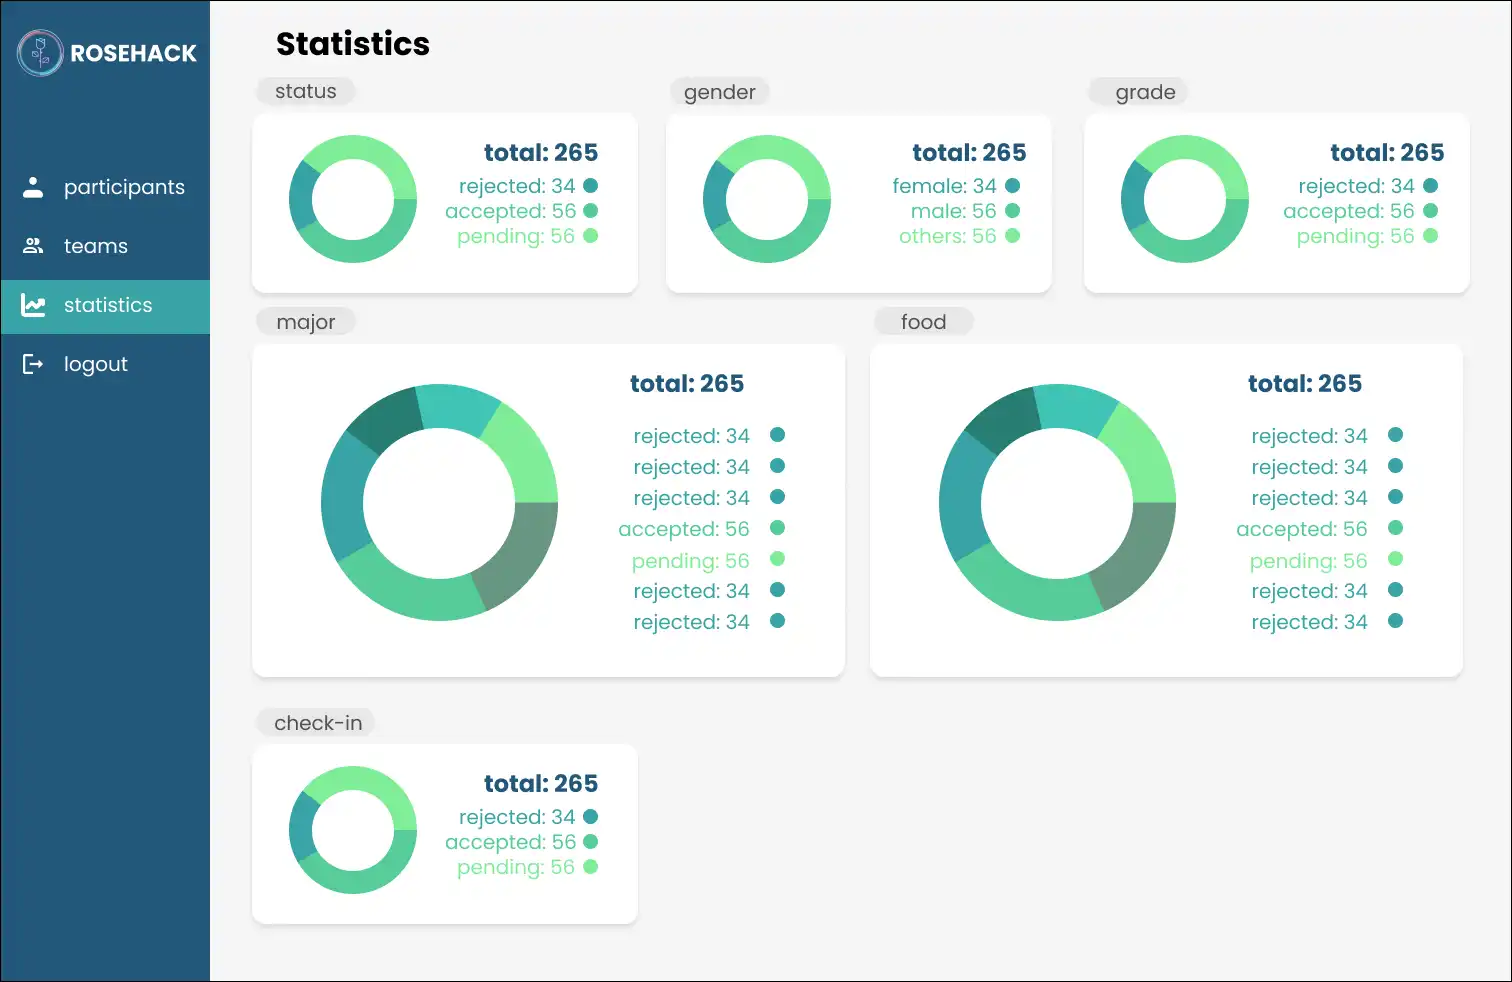 ROSEHACK
participants
teams
statistics
logout
Statistics
status
total: 265
rejected: 34
accepted: 56
pending: 56
gender
total: 265
female: 34
male: 56
others: 56
grade
total: 265
rejected: 34
accepted: 56
pending: 56
major
total: 265
rejected: 34
rejected: 34
rejected: 34
accepted: 56
pending: 56
rejected: 34
rejected: 34
food
total: 265
rejected: 34
rejected: 34
rejected: 34
accepted: 56
pending: 56
rejected: 34
rejected: 34
check-in
total: 265
rejected: 34
accepted: 56
pending: 56